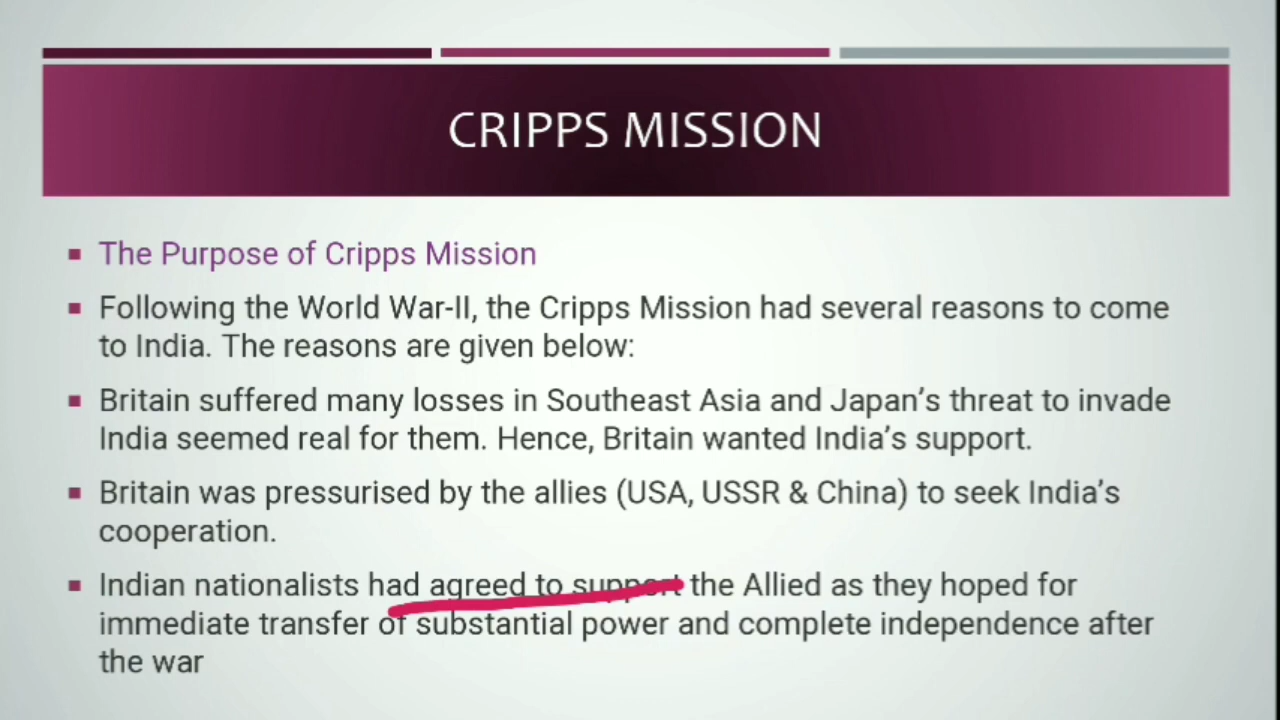 CRIPPS MISSION
The Purpose of Cripps Mission
Following the World War-II, the Cripps Mission had several reasons to come
to India. The reasons are given below:
Britain suffered many losses in Southeast Asia and Japan's threat to invade
India seemed real for them. Hence, Britain wanted India's support.
Britain was pressurised by the allies (USA, USSR & China) to seek India's
cooperation.
Indian nationalists had agreed to support the Allied as they hoped for
immediate transfer of substantial power and complete independence after
the war